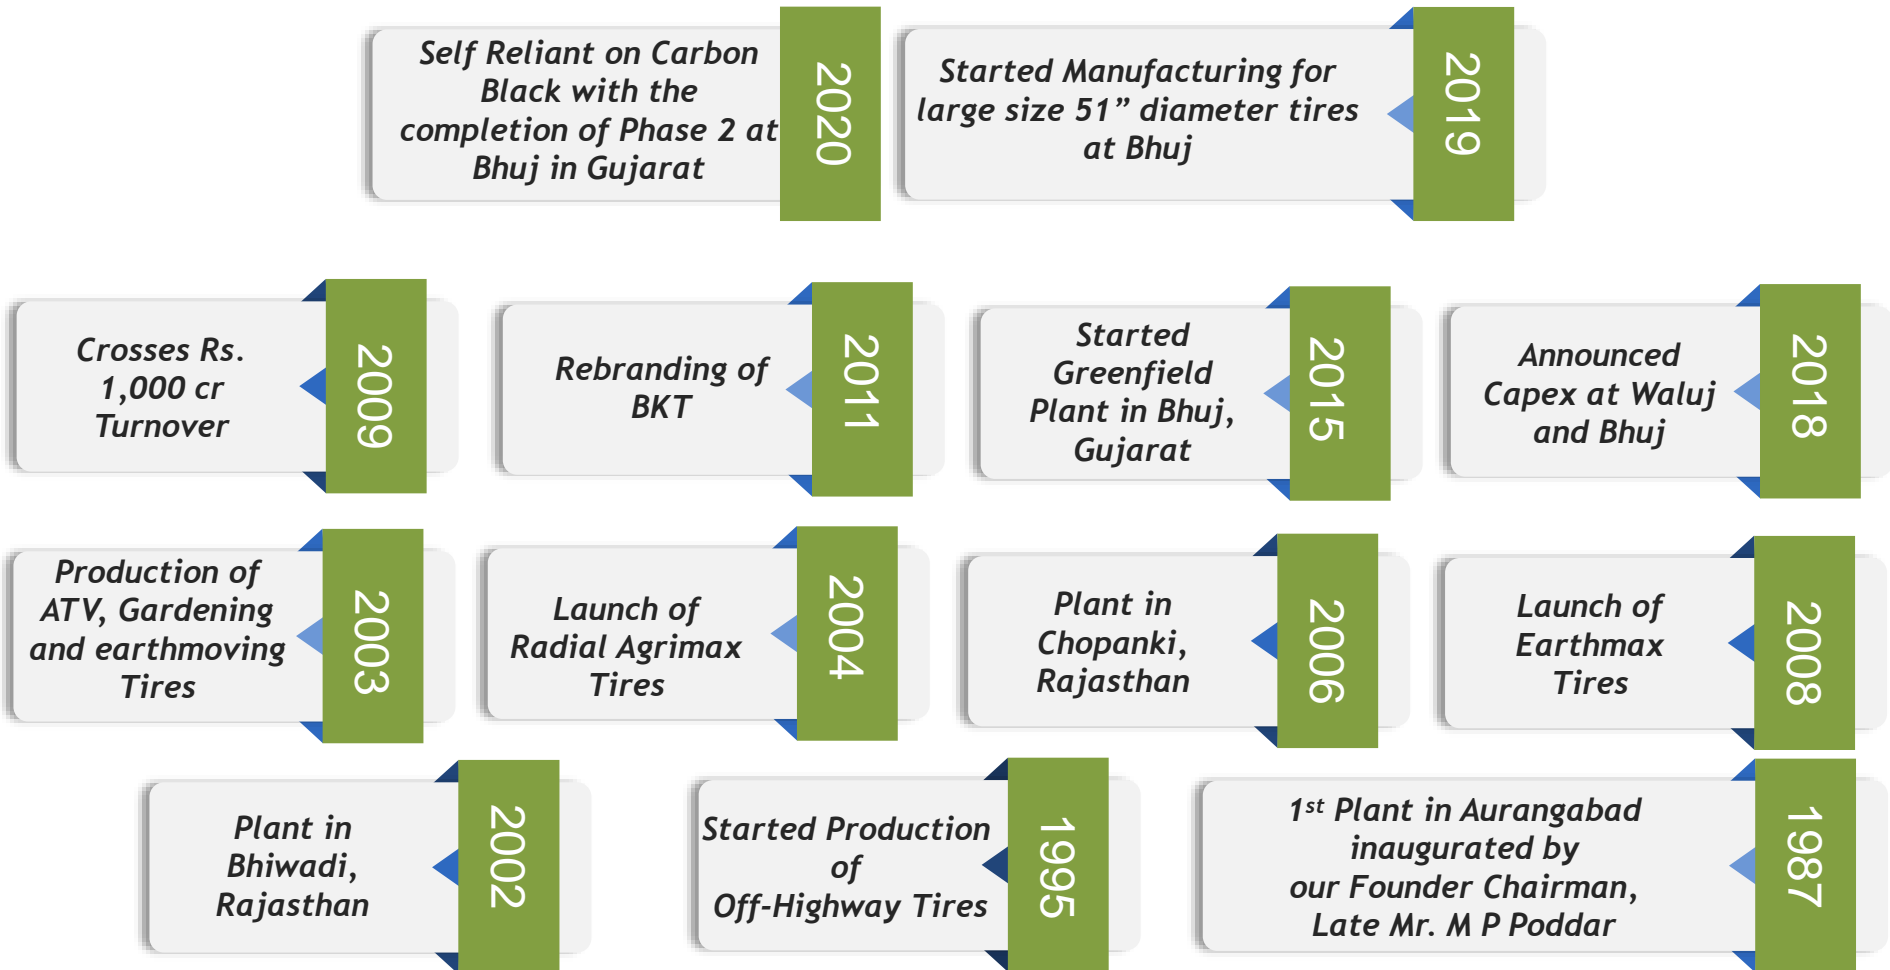 Self Reliant on Carbon
Black with the
completion of Phase 2 at
Bhuj in Gujarat
2020
Started Manufacturing for
large size 51” diameter tires
at Bhuj
2019
Crosses Rs.
1,000 cr
Turnover
2009
Rebranding of
BKT
2011
Started
Greenfield
Plant in Bhuj,
Gujarat
2015
Announced
Capex at Waluj
and Bhuj
2018
Production of
ATV, Gardening
and earthmoving
Tires
2003
Launch of
Radial Agrimax
Tires
2004
Plant in
Chopanki,
Rajasthan
2006
Launch of
Earthmax
Tires
2008
Plant in
Bhiwadi,
Rajasthan
2002
Started Production
of
Off-Highway Tires
1995
1st Plant in Aurangabad
inaugurated by
our Founder Chairman,
Late Mr. M P Poddar
1987